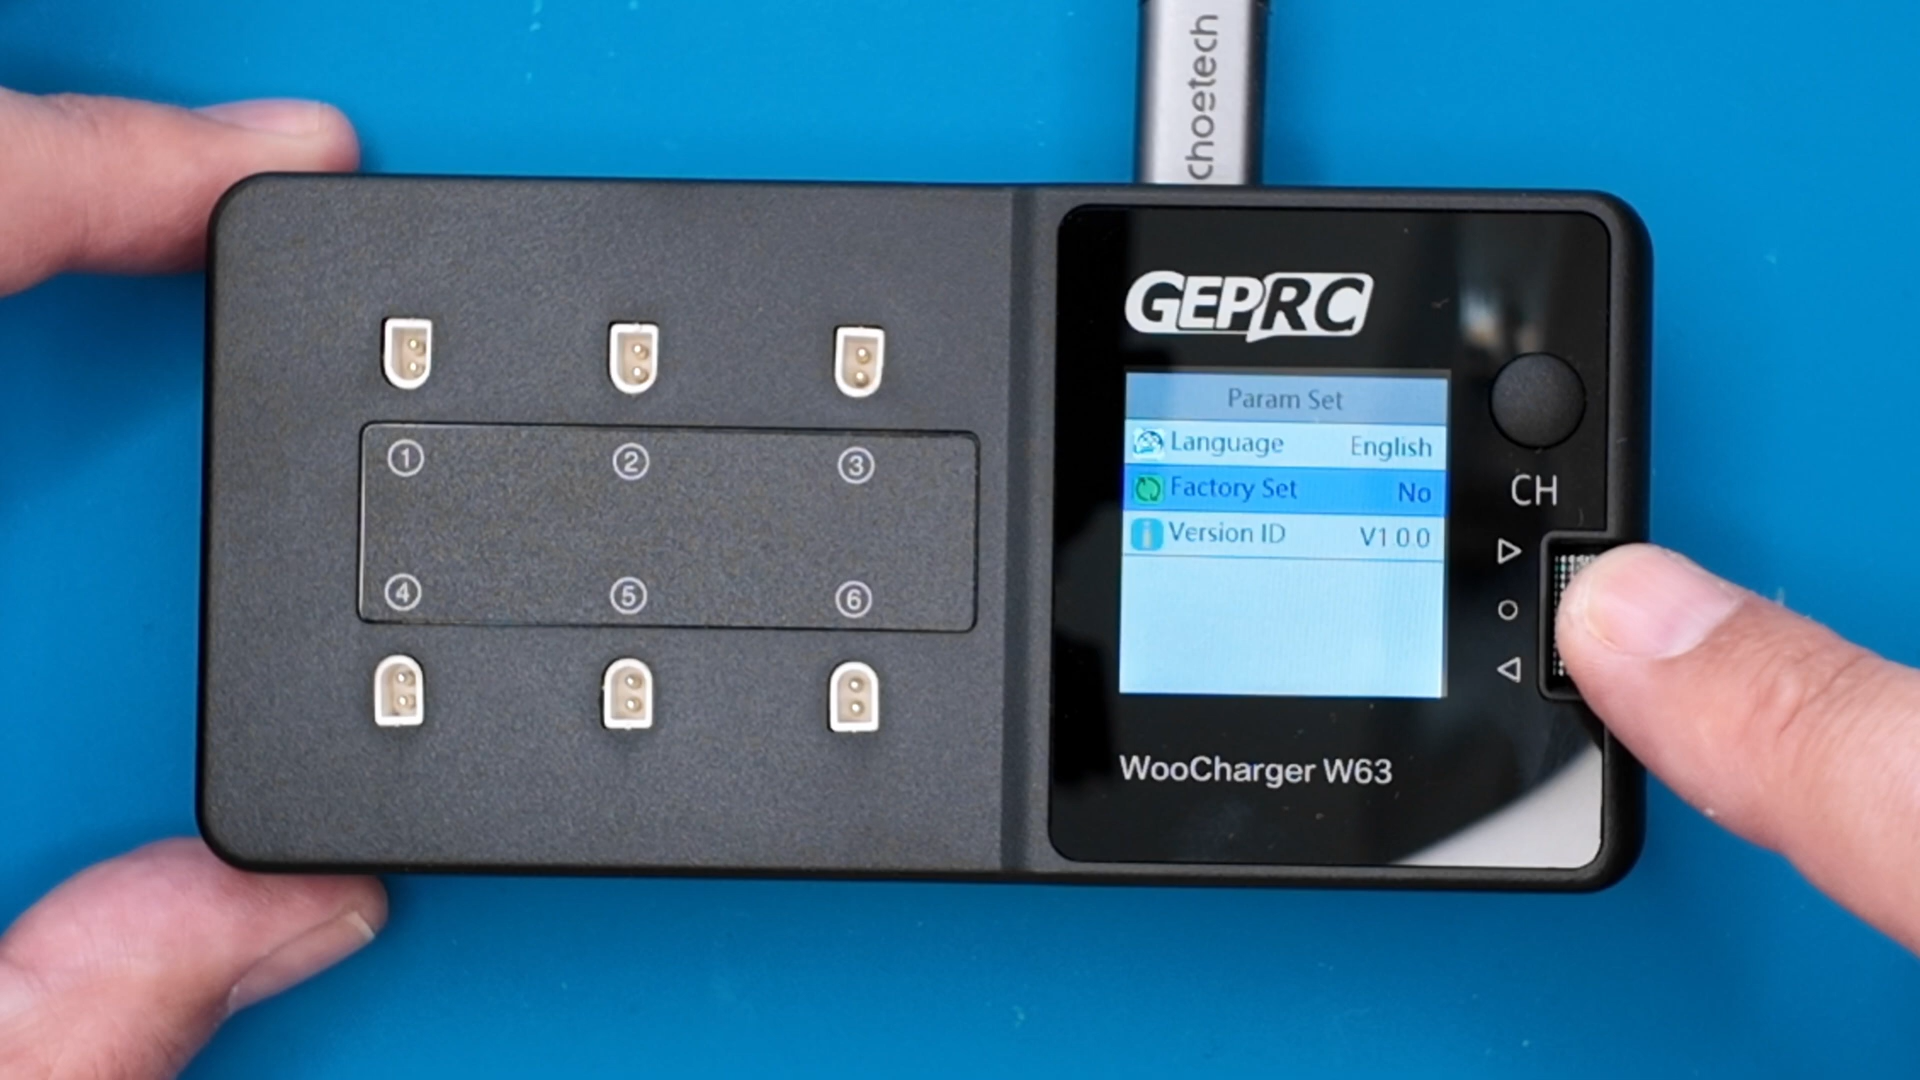 choetech
GEPRC
Param Set
Language English
Factory Set No
Version ID V1 0.0
CH
1 2 3
4 5 6
WooCharger W63